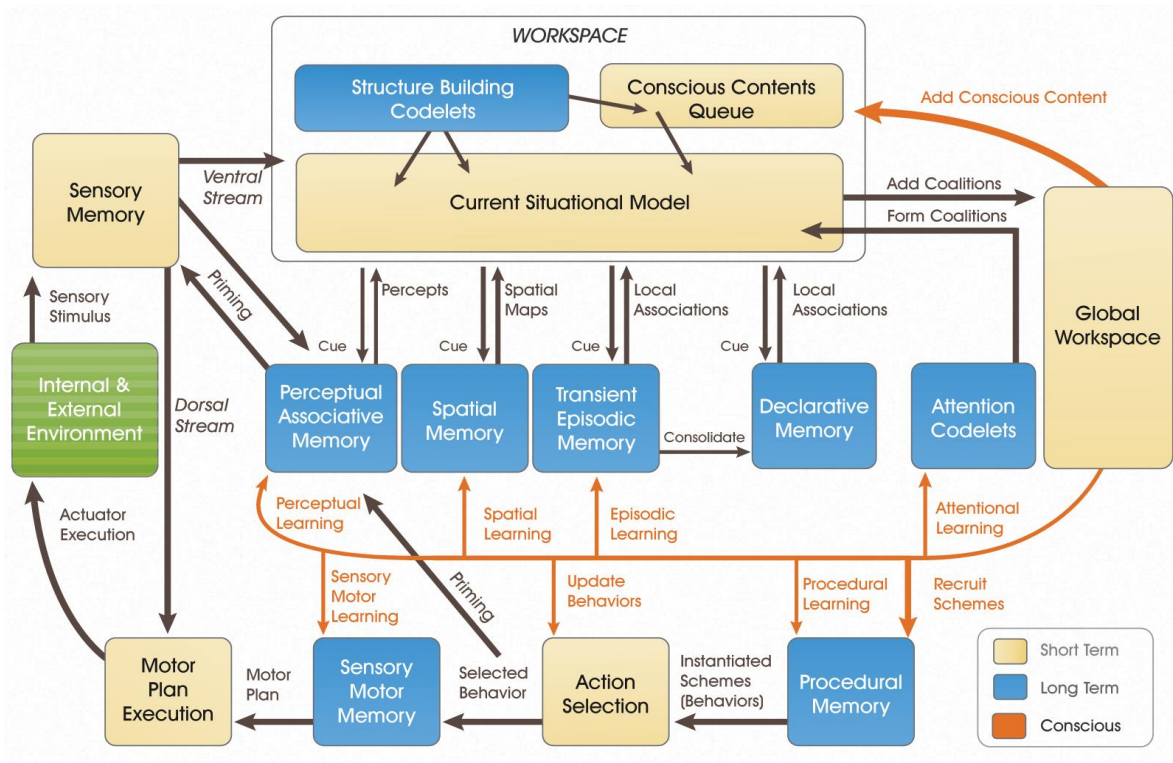 WORKSPACE
Structure Building
Codelets
Conscious Contents
Queue
Add Conscious Content
Sensory
Memory
Ventral
Stream
Current Situational Model
Add Coalitions
Form Coalitions
Priming
Sensory
Stimulus
Percepts
Spatial
Maps
Local
Associations
Local
Associations
Global
Workspace
Cue
Cue
Cue
Cue
Internal &
External
Environment
Dorsal
Stream
Perceptual
Associative
Memory
Spatial
Memory
Transient
Episodic
Memory
Consolidate
Declarative
Memory
Attention
Codelets
Actuator
Execution
Perceptual
Learning
Spatial
Learning
Episodic
Learning
Attentional
Learning
Sensory
Motor
Learning
Priming
Update
Behaviors
Procedural
Learning
Recruit
Schemes
Motor
Plan
Execution
Motor
Plan
Sensory
Motor
Memory
Selected
Behavior
Action
Selection
Instantiated
Schemes
(Behaviors)
Procedural
Memory
Short Term
Long Term
Conscious